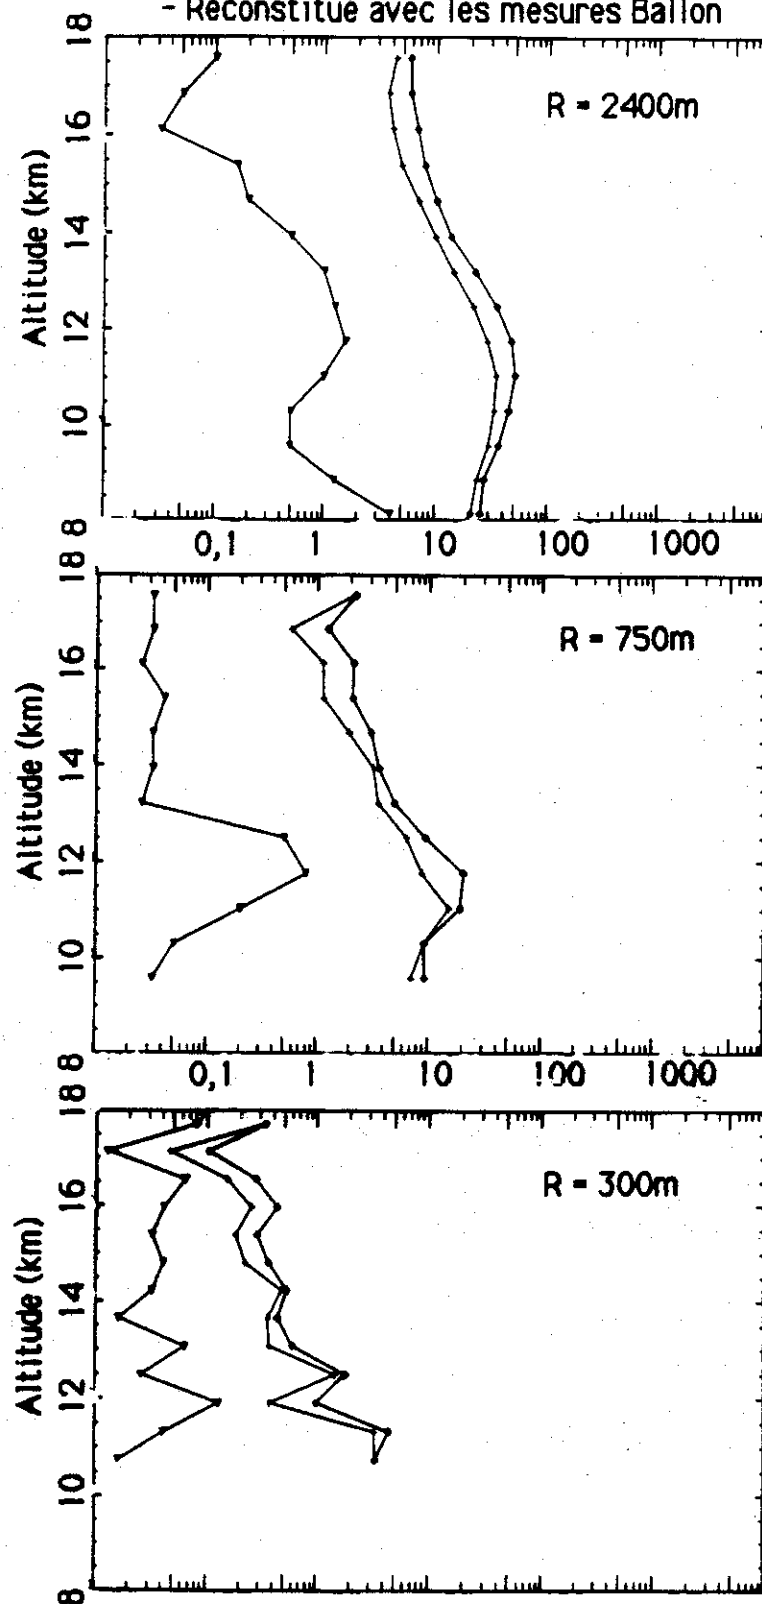 - Reconstitué avec les mesures Ballon
18
R = 2400m
16
Altitude (km)
14
12
10
8
0,1 1 10 100 1000
18
R = 750m
16
Altitude (km)
14
12
10
8
0,1 1 10 100 1000
18
R = 300m
16
Altitude (km)
14
12
10
8